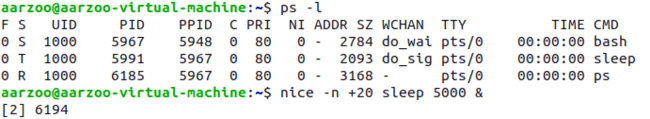 aarzoo@aarzoo-virtual-machine:~$ ps -l
F S   UID     PID    PPID  C PRI  NI ADDR SZ WCHAN  TTY          TIME CMD
0 S  1000    5967    5948  0  80   0 -  2784 do_wai pts/0    00:00:00 bash
0 T  1000    5991    5967  0  80   0 -  2093 do_sig pts/0    00:00:00 sleep
0 R  1000    6185    5967  0  80   0 -  3168 -      pts/0    00:00:00 ps
aarzoo@aarzoo-virtual-machine:~$ nice -n +20 sleep 5000 &
[2] 6194